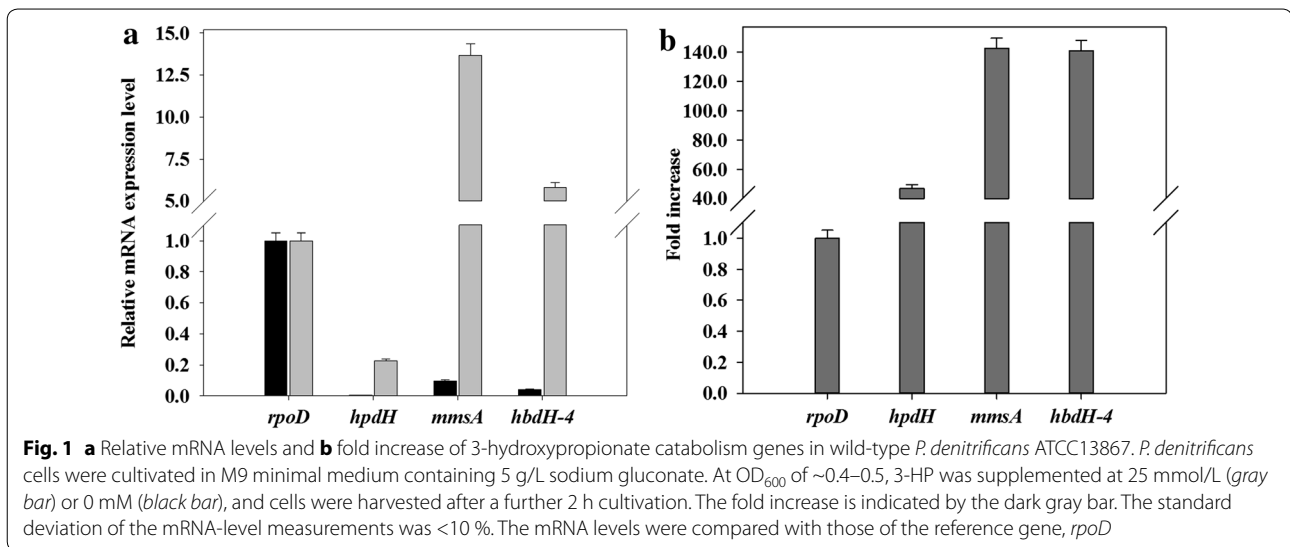 a
Relative mRNA expression level
15.0
12.5
10.0
7.5
5.0
1.0
0.8
0.6
0.4
0.2
0.0
rpoD hpdH mmsA hbdH-4
b
Fold increase
140.0
120.0
100.0
80.0
60.0
40.0
1.0
0.8
0.6
0.4
0.2
0.0
rpoD hpdH mmsA hbdH-4
Fig. 1 a Relative mRNA levels and b fold increase of 3-hydroxypropionate catabolism genes in wild-type P. denitrificans ATCC13867. P. denitrificans
cells were cultivated in M9 minimal medium containing 5 g/L sodium gluconate. At OD600 of ~0.4–0.5, 3-HP was supplemented at 25 mmol/L (gray
bar) or 0 mM (black bar), and cells were harvested after a further 2 h cultivation. The fold increase is indicated by the dark gray bar. The standard
deviation of the mRNA-level measurements was <10 %. The mRNA levels were compared with those of the reference gene, rpoD